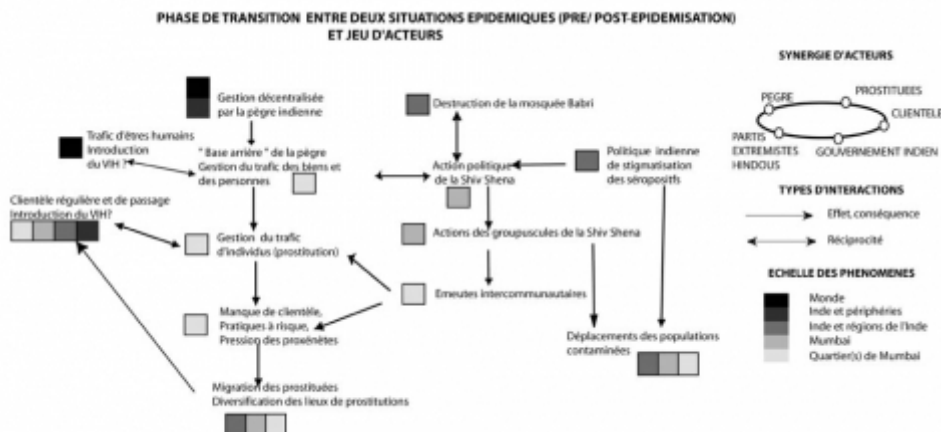 PHASE DE TRANSITION ENTRE DEUX SITUATIONS EPIDEMIQUES (PRE/ POST-EPIDEMISATION)
ET JEU D'ACTEURS
Gestion décentralisée
par la pègre indienne
Trafic d'êtres humains
Introduction
du VIH ?
" Base arrière " de la pègre
Gestion du trafic des biens et
des personnes
Clientèle régulière et de passage
Introduction du VIH?
Gestion du trafic
d'individus (prostitution)
Manque de clientèle,
Pratiques à risque,
Pression des proxénètes
Migration des prostituées
Diversification des lieux de prostitutions
Destruction de la mosquée Babri
Action politique
de la Shiv Shena
Politique indienne
de stigmatisation
des séropositifs
Actions des groupuscules de la Shiv Shena
Emeutes intercommunautaires
Déplacements des populations
contaminées
SYNERGIE D'ACTEURS
PEGRE
PROSTITUEES
CLIENTELE
PARTIS
EXTREMISTES
HINDOUS
GOUVERNEMENT INDIEN
TYPES D'INTERACTIONS
Effet, conséquence
Réciprocité
ECHELLE DES PHENOMENES
Monde
Inde et périphéries
Inde et régions de l'Inde
Mumbai
Quartier(s) de Mumbai